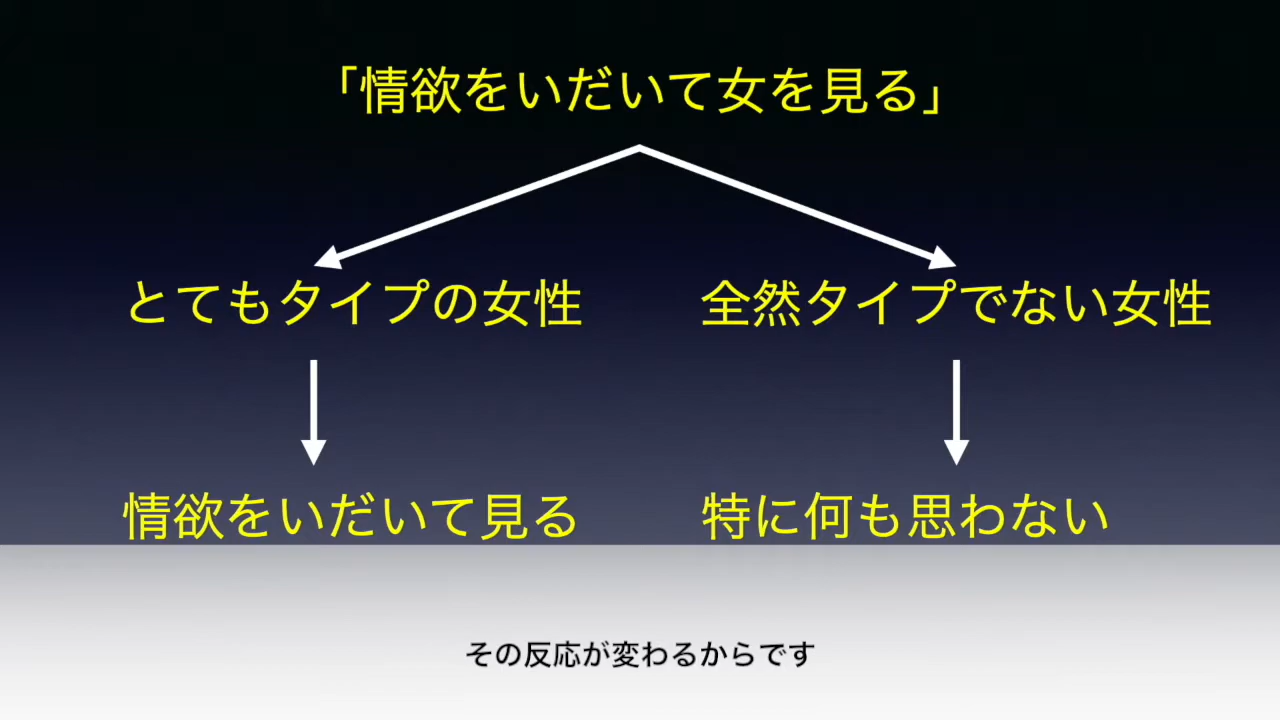 「情欲をいだいて女を見る」
とてもタイプの女性
全然タイプでない女性
情欲をいだいて見る
特に何も思わない
その反応が変わるからです